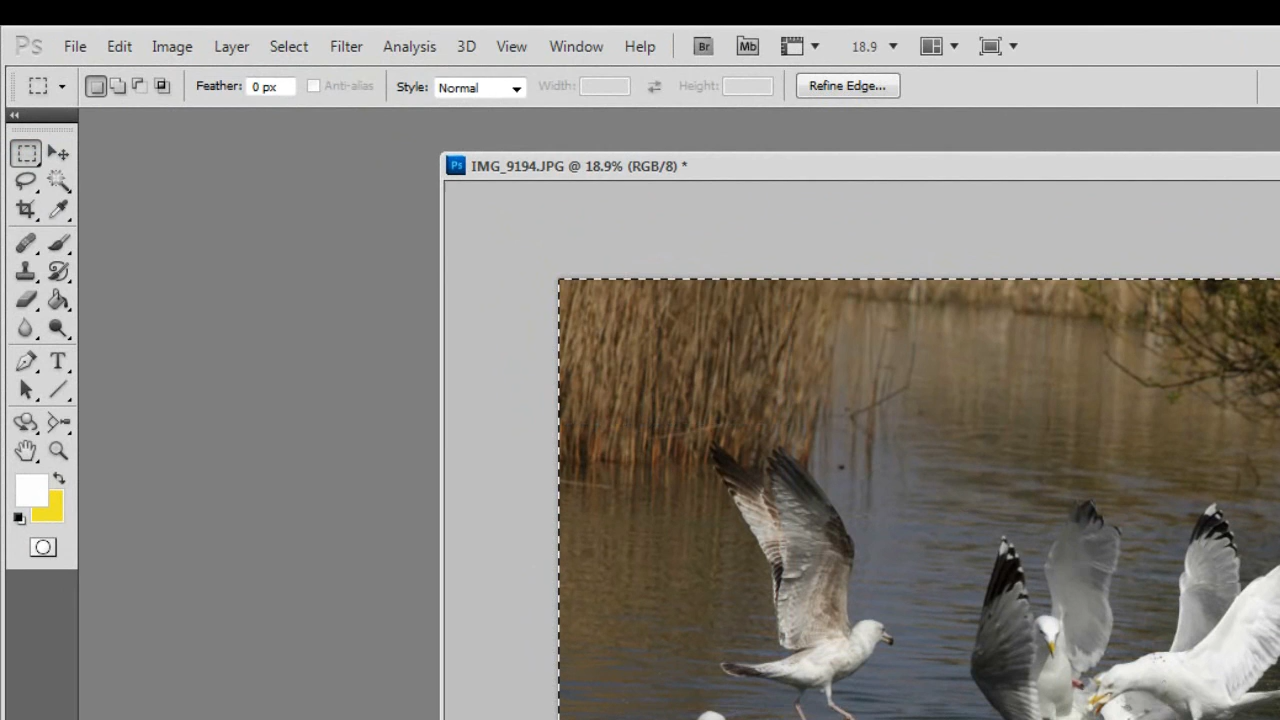 Ps File Edit Image Layer Select Filter Analysis 3D View Window Help Br Mb 18.9
Feather: 0 px Anti-alias Style: Normal Width: Height: Refine Edge...
Ps IMG_9194.JPG @ 18.9% (RGB/8) *
T